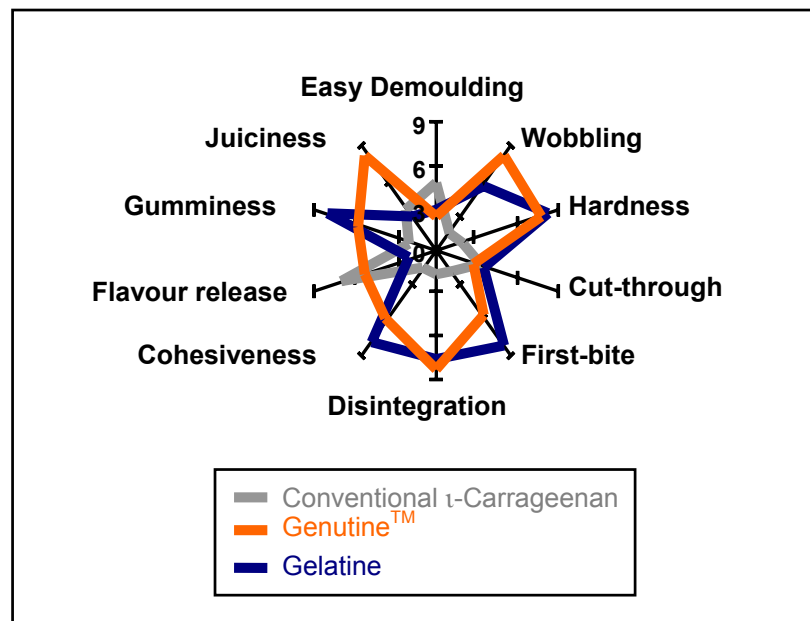 Easy Demoulding
9
Juiciness
Wobbling
6
Gumminess
3
Hardness
0
Flavour release
Cut-through
Cohesiveness
First-bite
Disintegration
Conventional ι-Carrageenan
Genutine™
Gelatine